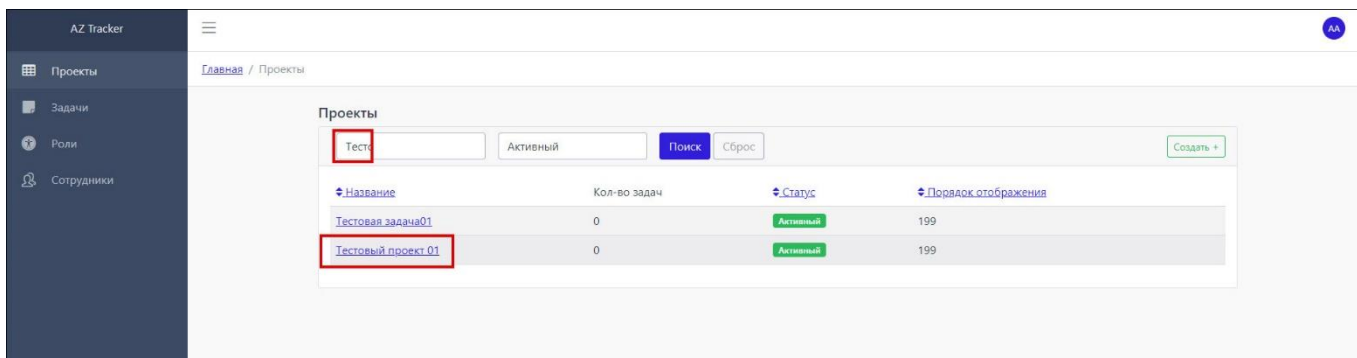 AZ Tracker
AA
Проекты
Главная / Проекты
Задачи
Роли
Сотрудники
Проекты
Тесто Активный Поиск Сброс Создать +
Название Кол-во задач Статус Порядок отображения
Тестовая задача01 0 Активный 199
Тестовый проект 01 0 Активный 199